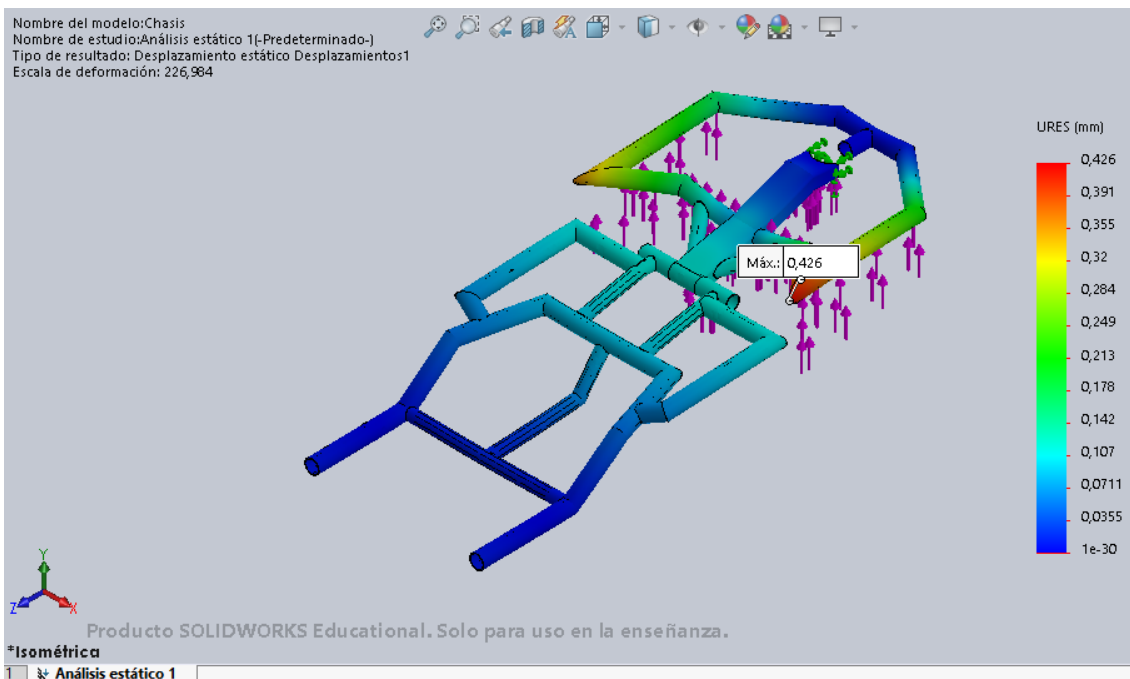 Nombre del modelo:Chasis
Nombre de estudio:Análisis estático 1(-Predeterminado-)
Tipo de resultado: Desplazamiento estático Desplazamientos1
Escala de deformación: 226,984
URES (mm)
0,426
0,391
0,355
0,32
0,284
0,249
0,213
0,178
0,142
0,107
0,0711
0,0355
1e-30
Máx.: 0,426
Y
Z
X
Producto SOLIDWORKS Educational. Solo para uso en la enseñanza.
*Isométrica
1 Análisis estático 1